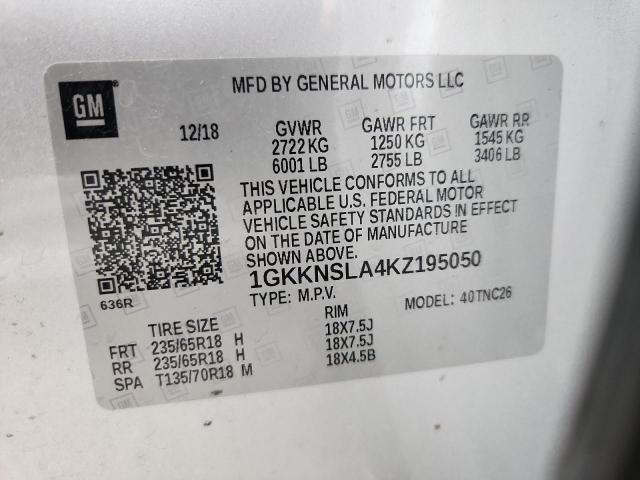 MFD BY GENERAL MOTORS LLC
GM
12/18 GVWR GAWR FRT GAWR RR
2722 KG 1250 KG 1545 KG
6001 LB 2755 LB 3406 LB
THIS VEHICLE CONFORMS TO ALL
APPLICABLE U.S. FEDERAL MOTOR
VEHICLE SAFETY STANDARDS IN EFFECT
ON THE DATE OF MANUFACTURE
SHOWN ABOVE.
1GKKNSLA4KZ195050
636R
TYPE: M.P.V. MODEL: 40TNC26
TIRE SIZE RIM
FRT 235/65R18 H 18X7.5J
RR 235/65R18 H 18X7.5J
SPA T135/70R18 M 18X4.5B